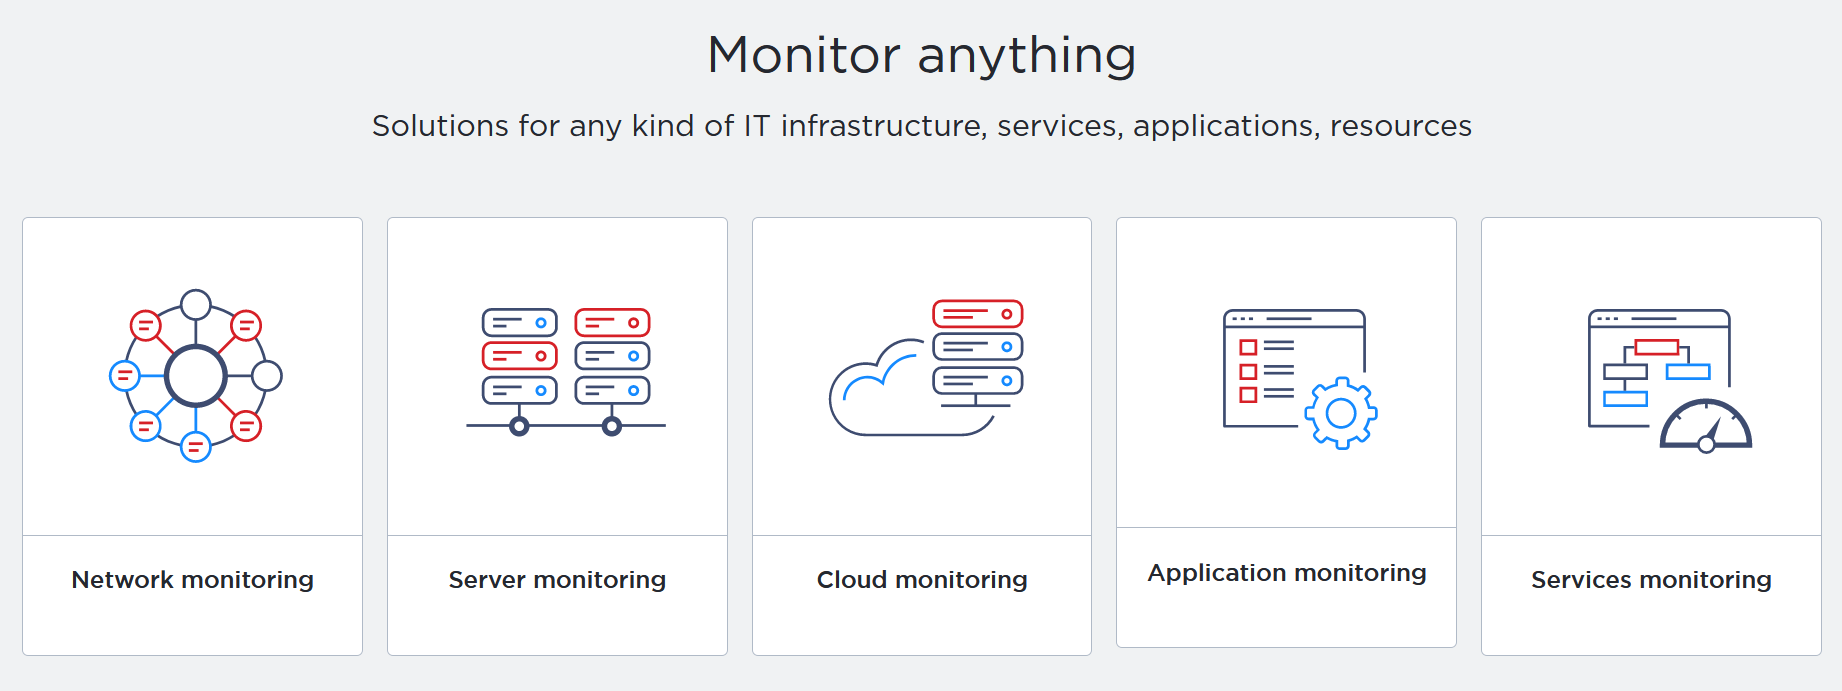 Monitor anything
Solutions for any kind of IT infrastructure, services, applications, resources
Network monitoring
Server monitoring
Cloud monitoring
Application monitoring
Services monitoring